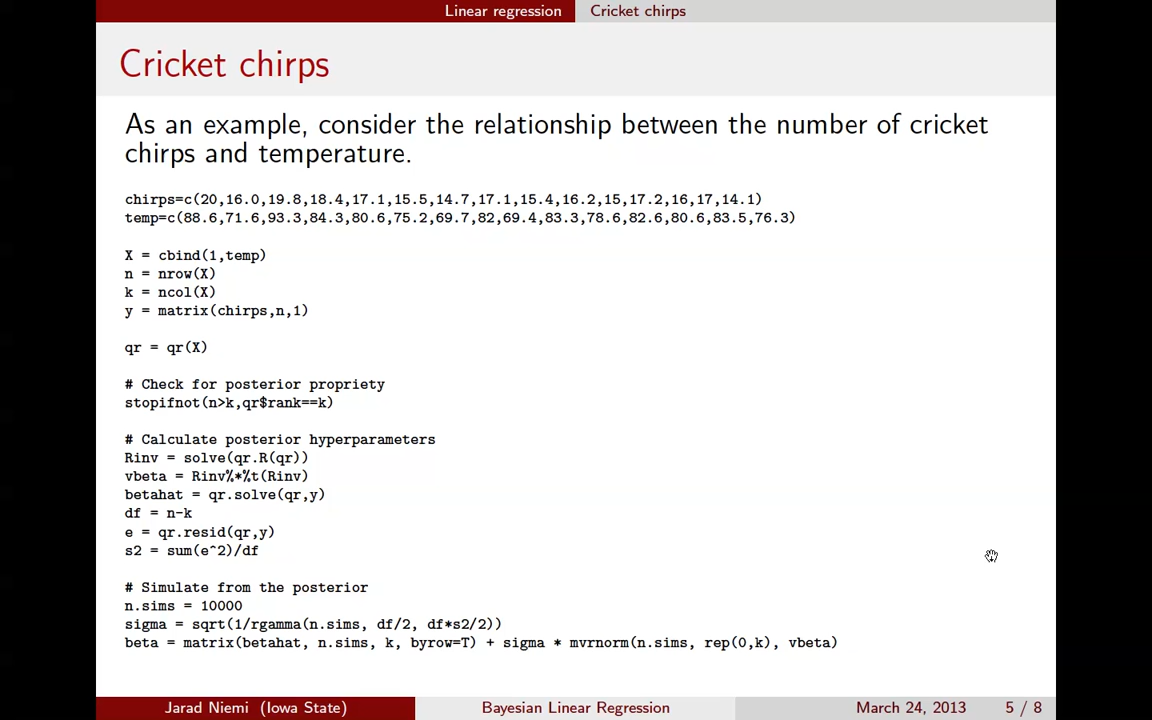 Linear regression Cricket chirps
Cricket chirps
As an example, consider the relationship between the number of cricket
chirps and temperature.
chirps=c(20,16.0,19.8,18.4,17.1,15.5,14.7,17.1,15.4,16.2,15,17.2,16,17,14.1)
temp=c(88.6,71.6,93.3,84.3,80.6,75.2,69.7,82,69.4,83.3,78.6,82.6,80.6,83.5,76.3)
X = cbind(1,temp)
n = nrow(X)
k = ncol(X)
y = matrix(chirps,n,1)
qr = qr(X)
# Check for posterior propriety
stopifnot(n>k,qr$rank==k)
# Calculate posterior hyperparameters
Rinv = solve(qr.R(qr))
vbeta = Rinv%*%t(Rinv)
betahat = qr.solve(qr,y)
df = n-k
e = qr.resid(qr,y)
s2 = sum(e^2)/df
# Simulate from the posterior
n.sims = 10000
sigma = sqrt(1/rgamma(n.sims, df/2, df*s2/2))
beta = matrix(betahat, n.sims, k, byrow=T) + sigma * mvrnorm(n.sims, rep(0,k), vbeta)
Jarad Niemi (Iowa State) Bayesian Linear Regression March 24, 2013 5 / 8